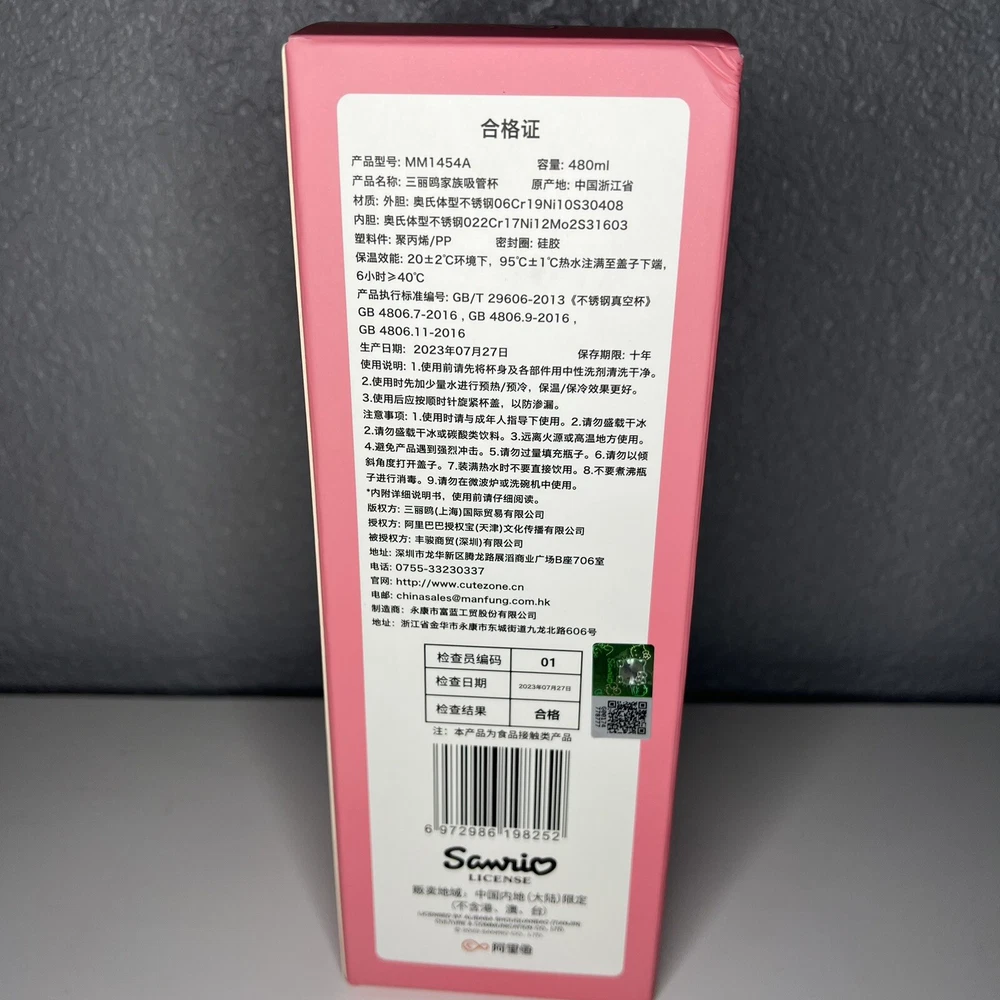 合格证
产品型号: MM1454A 容量: 480ml
产品名称: 三丽鸥家族吸管杯 原产地: 中国浙江省
材质: 外胆: 奥氏体型不锈钢06Cr19Ni10S30408
内胆: 奥氏体型不锈钢022Cr17Ni12Mo2S31603
塑料件: 聚丙烯/PP 密封圈: 硅胶
保温效能: 20±2℃环境下，95℃±1℃热水注满至盖子下端，
6小时≥40℃
产品执行标准编号: GB/T 29606-2013《不锈钢真空杯》
GB 4806.7-2016 , GB 4806.9-2016 ,
GB 4806.11-2016
生产日期: 2023年07月27日 保存期限: 十年
使用说明: 1.使用前请先将杯身及各部件用中性洗剂清洗干净。
2.使用时先加少量水进行预热/预冷，保温/保冷效果更好。
3.使用后应按顺时针旋紧杯盖，以防渗漏。
注意事项: 1.使用时请与成年人指导下使用。2.请勿盛载干冰
2.请勿盛载干冰或碳酸类饮料。3.远离火源或高温地方使用。
4.避免产品遇到强烈冲击。5.请勿过量填充瓶子。6.请勿以倾
斜角度打开盖子。7.装满热水时不要直接饮用。8.不要煮沸瓶
子进行消毒。9.请勿在微波炉或洗碗机中使用。
*内附详细说明书，使用前请仔细阅读。
版权方: 三丽鸥(上海)国际贸易有限公司
授权方: 阿里巴巴授权宝(天津)文化传播有限公司
被授权方: 丰骏商贸(深圳)有限公司
地址: 深圳市龙华新区腾龙路展滔商业广场B座706室
电话: 0755-33230337
官网: http://www.cutezone.cn
电邮: chinasales@manfung.com.hk
制造商: 永康市富蓝工贸股份有限公司
地址: 浙江省金华市永康市东城街道九龙北路606号
检查员编码 01
检查日期 2023年07月27日
检查结果 合格
注: 本产品为食品接触类产品
6 972986 198252
Sanrio
LICENSE
贩卖地域: 中国内地(大陆)限定
(不含港、澳、台)
阿里鱼